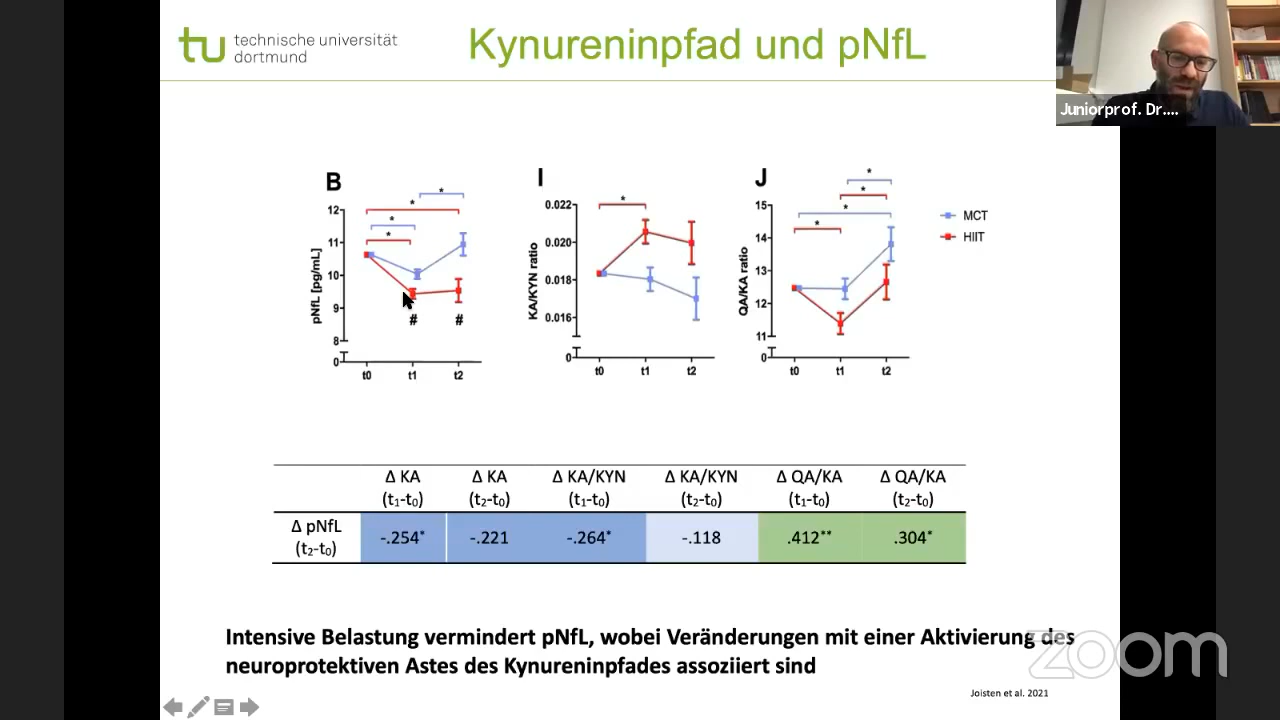 technische universität
dortmund
Kynureninpfad und pNfL
Juniorprof. Dr....
B
*
*
*
*
12
11
10
9
8
0
pNfL [pg/mL]
#
#
t0
t1
t2
I
*
0.022
0.020
0.018
0.016
0
KA/KYN ratio
t0
t1
t2
J
*
*
*
*
15
14
13
12
11
0
QA/KA ratio
t0
t1
t2
MCT
HIIT
Δ KA Δ KA Δ KA/KYN Δ KA/KYN Δ QA/KA Δ QA/KA
(t₁-t₀) (t₂-t₀) (t₁-t₀) (t₂-t₀) (t₁-t₀) (t₂-t₀)
Δ pNfL
(t₂-t₀)
-.254* -.221 -.264* -.118 .412** .304*
Intensive Belastung vermindert pNfL, wobei Veränderungen mit einer Aktivierung des
neuroprotektiven Astes des Kynureninpfades assoziiert sind
zoom
Joisten et al. 2021